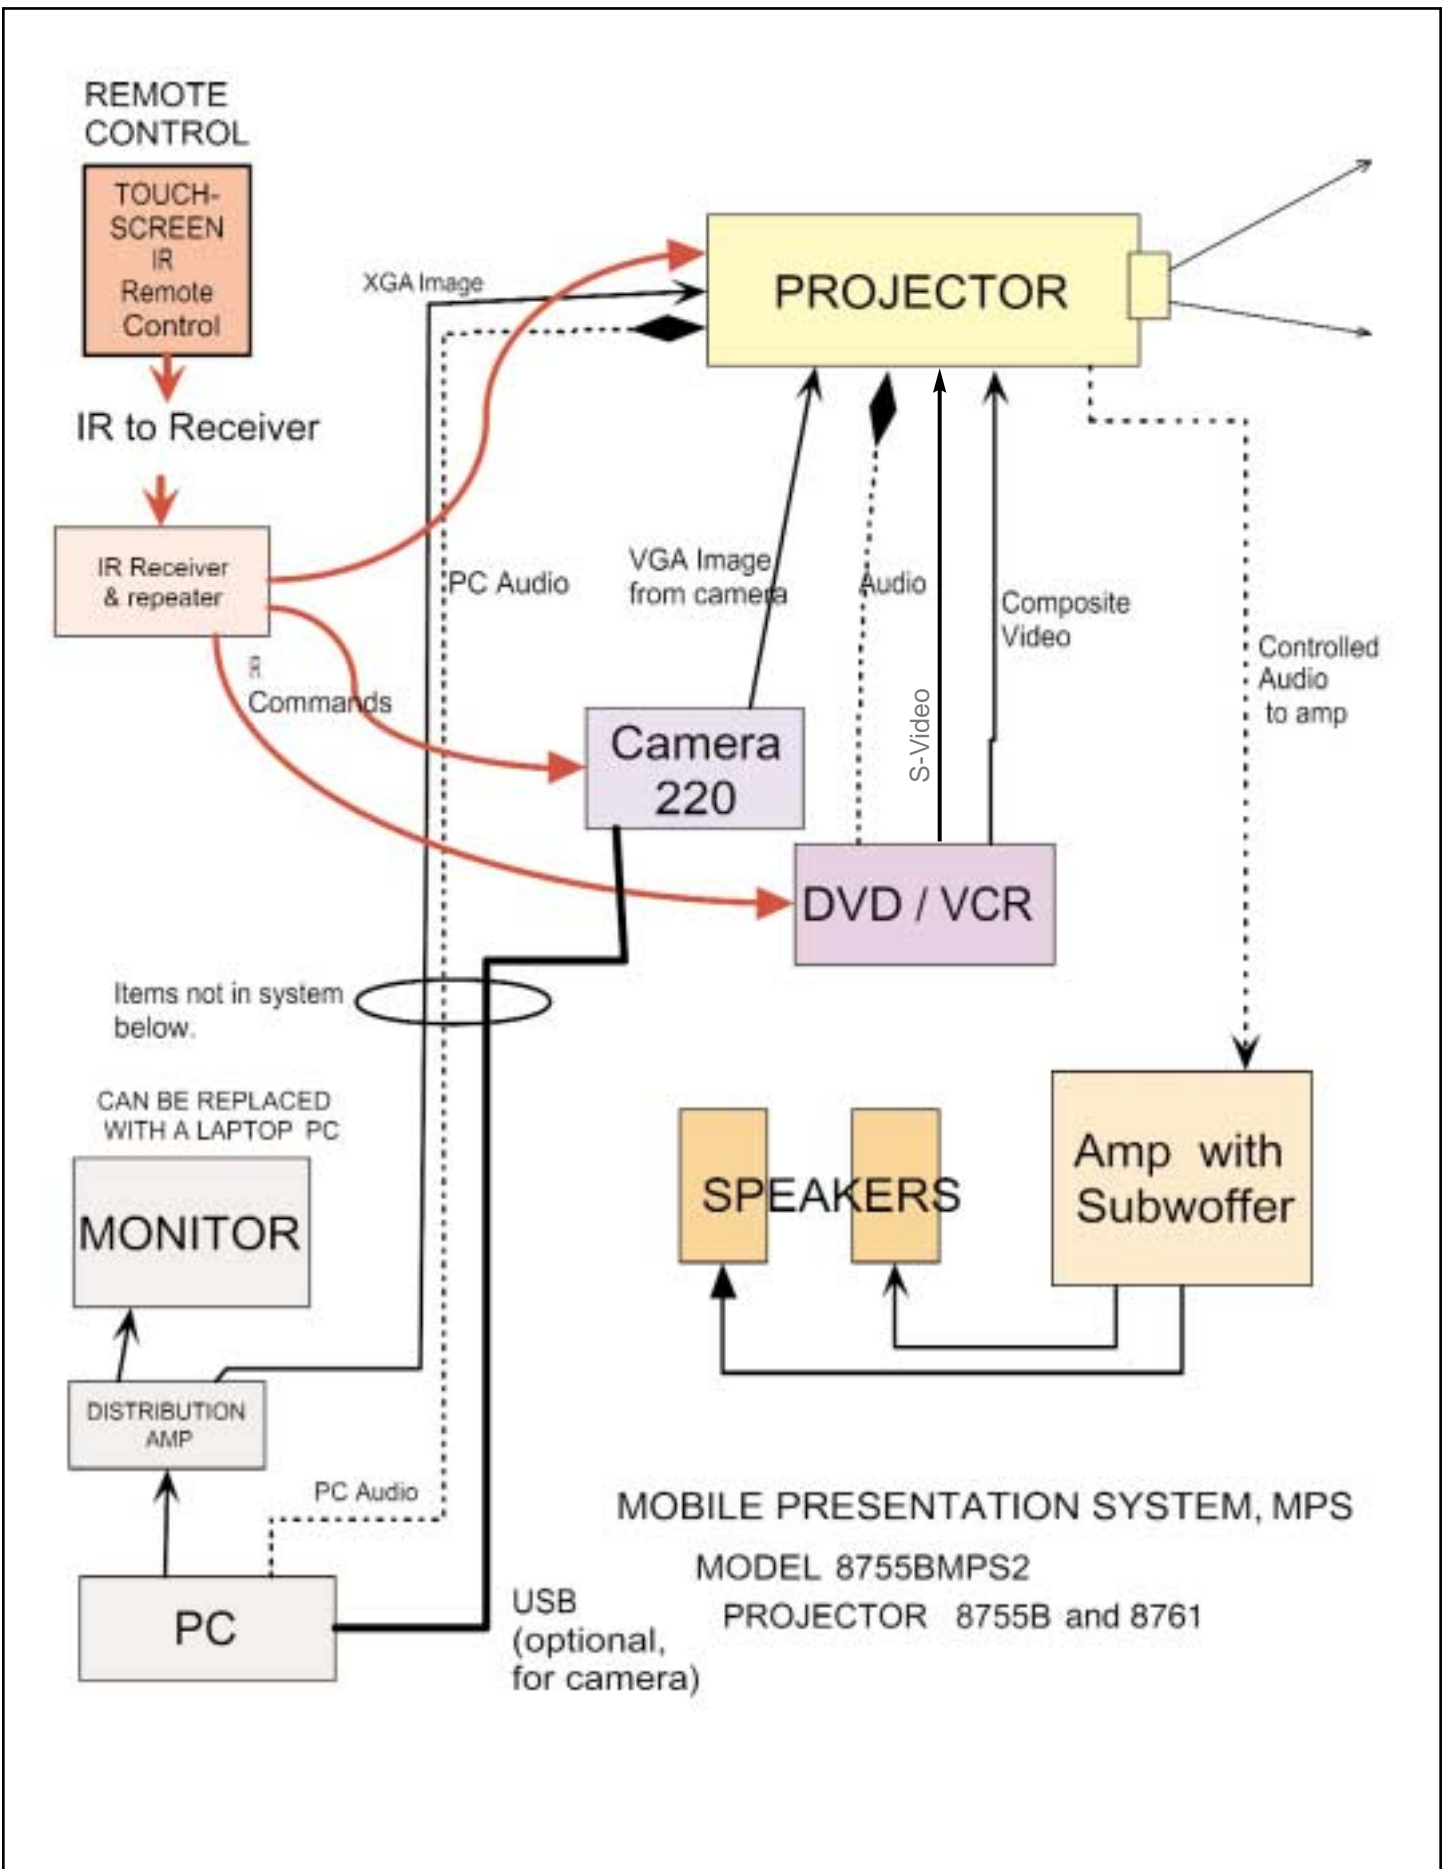 REMOTE
CONTROL
TOUCH-
SCREEN
IR
Remote
Control
IR to Receiver
IR Receiver
& repeater
IR
Commands
XGA Image
PROJECTOR
PC Audio
VGA Image
from camera
Audio
S-Video
Composite
Video
Controlled
Audio
to amp
Camera
220
DVD / VCR
Items not in system
below.
CAN BE REPLACED
WITH A LAPTOP PC
MONITOR
SPEAKERS
Amp with
Subwoffer
DISTRIBUTION
AMP
PC Audio
PC
USB
(optional,
for camera)
MOBILE PRESENTATION SYSTEM, MPS
MODEL 8755BMPS2
PROJECTOR 8755B and 8761